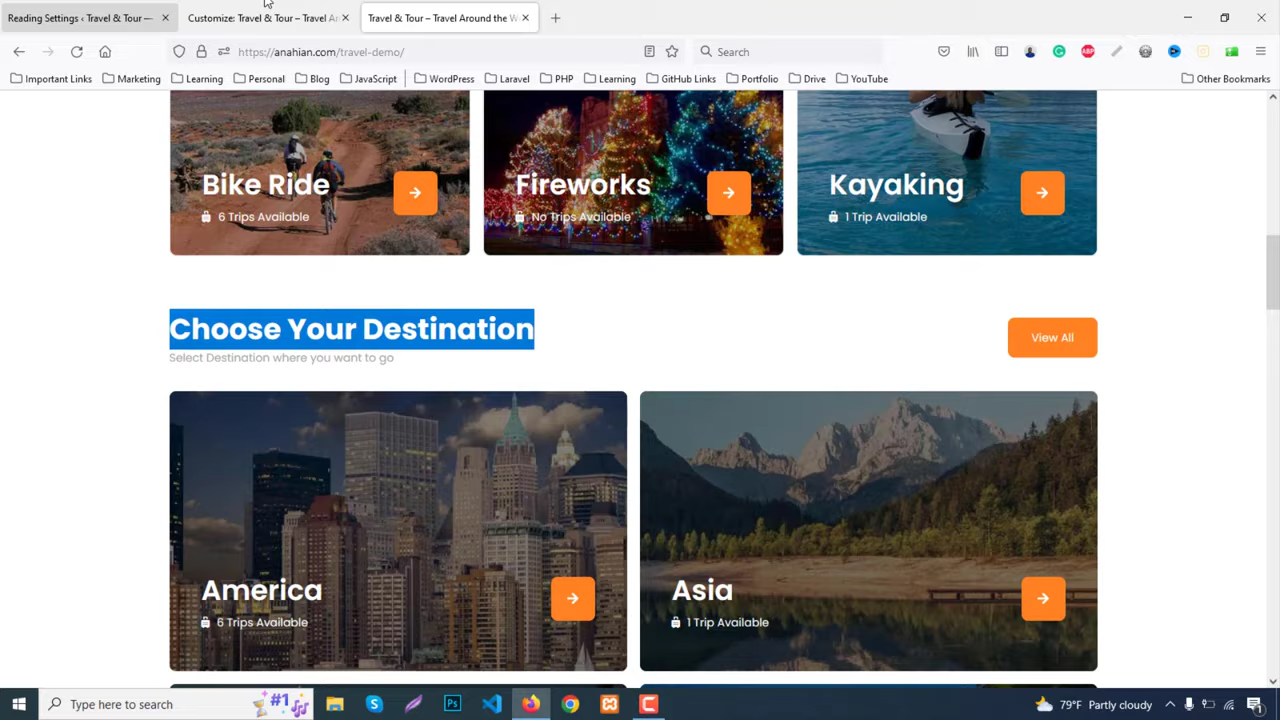 Reading Settings ‹ Travel & Tour —
Customize: Travel & Tour – Travel Ar
Travel & Tour – Travel Around the W
https://anahian.com/travel-demo/
Search
Important Links
Marketing
Learning
Personal
Blog
JavaScript
WordPress
Laravel
PHP
Learning
GitHub Links
Portfolio
Drive
YouTube
Other Bookmarks
Bike Ride
6 Trips Available
Fireworks
No Trips Available
Kayaking
1 Trip Available
Choose Your Destination
Select Destination where you want to go
View All
America
6 Trips Available
Asia
1 Trip Available
Type here to search
#1
79°F Partly cloudy